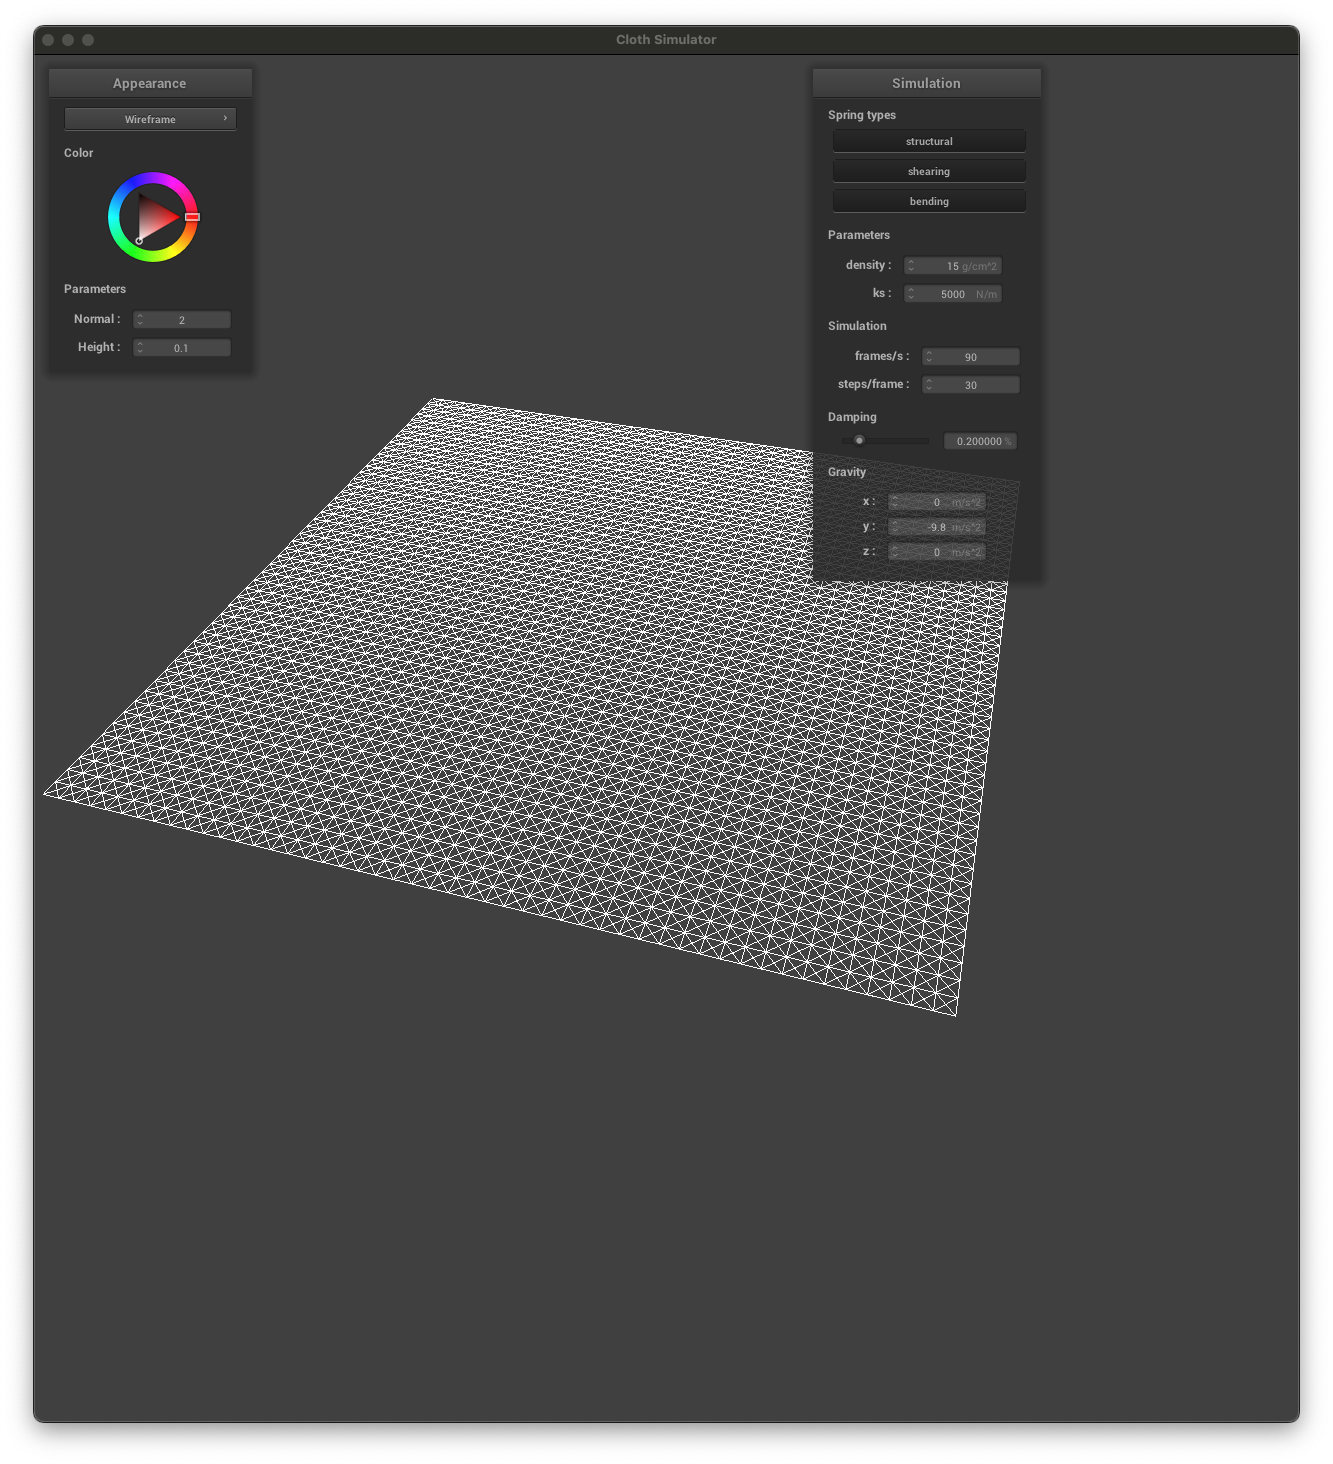 Cloth Simulator
Appearance
Wireframe ›
Color
Parameters
Normal : 2
Height : 0.1
Simulation
Spring types
structural
shearing
bending
Parameters
density : 15 g/cm^2
ks : 5000 N/m
Simulation
frames/s : 90
steps/frame : 30
Damping
0.200000 %
Gravity
x : 0 m/s^2
y : -9.8 m/s^2
z : 0 m/s^2